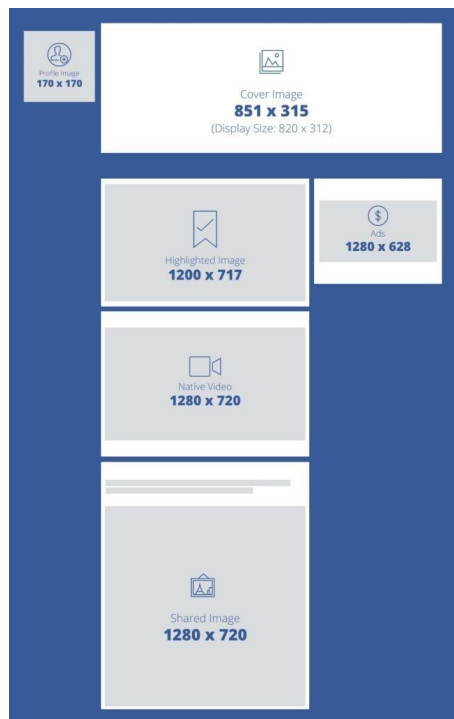 Profile Image
170 x 170
Cover Image
851 x 315
(Display Size: 820 x 312)
Highlighted Image
1200 x 717
$
Ads
1280 x 628
Native Video
1280 x 720
Shared Image
1280 x 720